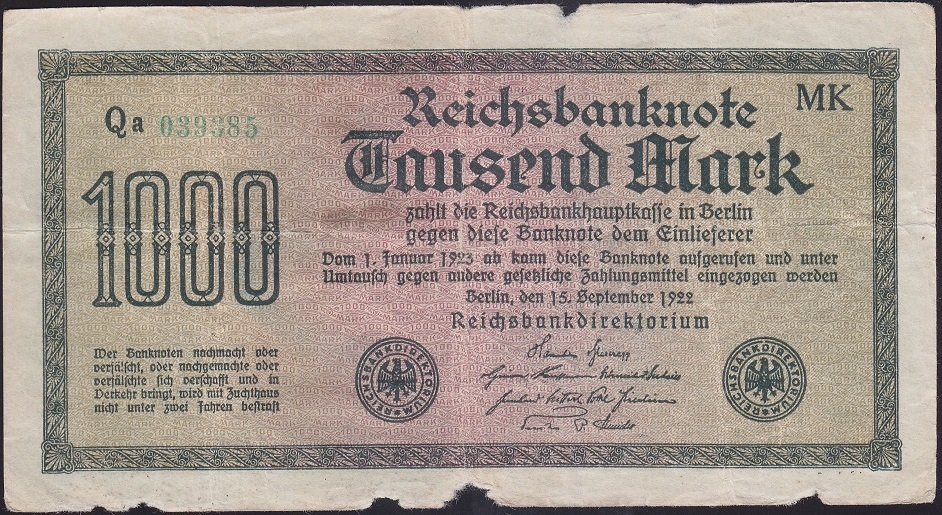 Reichsbanknote
MK
Qa 039385
Tausend Mark
1000
zahlt die Reichsbankhauptkasse in Berlin
gegen diese Banknote dem Einlieferer
Vom 1. Januar 1923 ab kann diese Banknote aufgerufen und unter
Umtausch gegen andere gesetzliche Zahlungsmittel eingezogen werden
Berlin, den 15. September 1922
Reichsbankdirektorium
Wer Banknoten nachmacht oder
verfälscht, oder nachgemachte oder
verfälschte sich verschafft und in
Verkehr bringt, wird mit Zuchthaus
nicht unter zwei Jahren bestraft
REICHSBANKDIREKTORIUM
REICHSBANKDIREKTORIUM